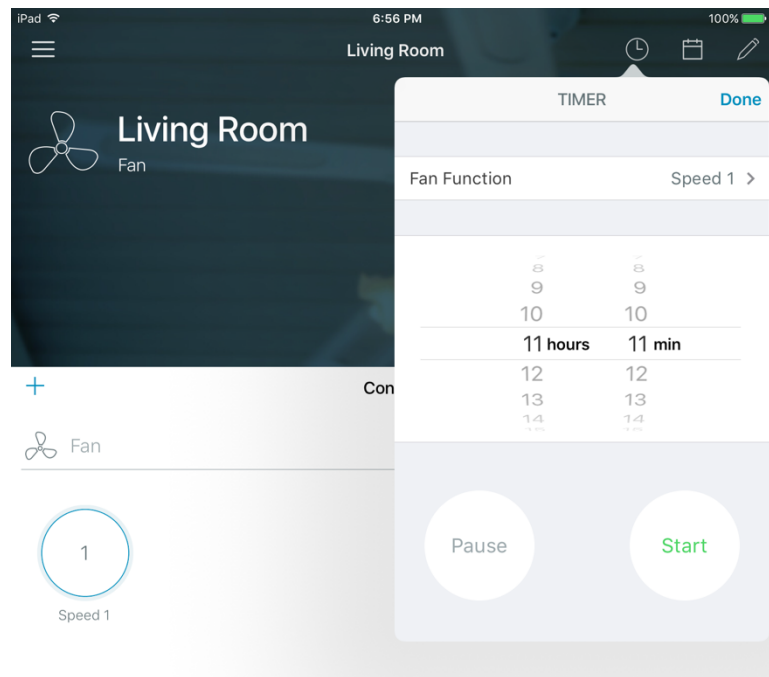 iPad 6:56 PM 100%
Living Room
TIMER Done
Living Room
Fan
Fan Function Speed 1
8 8
9 9
10 10
11 hours 11 min
12 12
13 13
14 14
Con
Fan
1
Speed 1
Pause Start